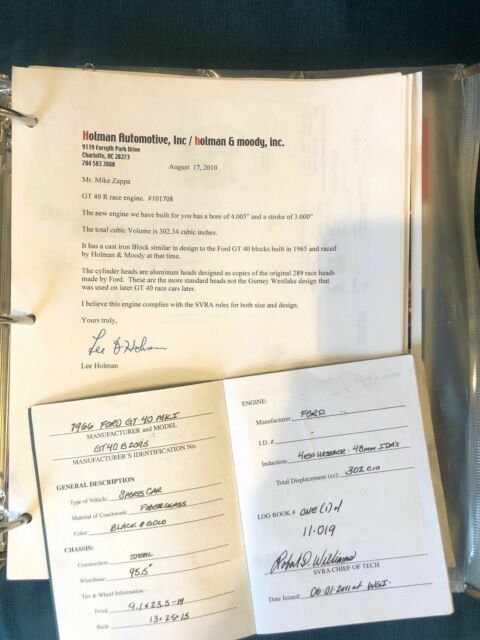 Holman Automotive, Inc / holman & moody, inc.
9119 Forsyth Park Drive
Charlotte, NC 28273
704 583 2888
August 17, 2010
Mr. Mike Zappa
GT 40 R race engine. #101708
The new engine we have built for you has a bore of 4.005" and a stroke of 3.000"
The total cubic Volume is 302.34 cubic inches.
It has a cast iron Block similar in design to the Ford GT 40 blocks built in 1965 and raced
by Holman & Moody at that time.
The cylinder heads are aluminum heads designed as copies of the original 289 race heads
made by Ford. These are the more standard heads not the Gurney Westlake design that
was used on later GT 40 race cars later.
I believe this engine complies with the SVRA rules for both size and design.
Yours truly,
Lee Holman
Lee Holman
1966 FORD GT 40 MKI
MANUFACTURER and MODEL
GT40 R 2095
MANUFACTURER'S IDENTIFICATION No.
GENERAL DESCRIPTION
Type of Vehicle: SPORTS CAR
Material of Coachwork: FIBERGLASS
Color: BLACK & GOLD
CHASSIS:
Construction: STEEL
Wheelbase: 95.5"
Tire & Wheel Information –
Front:
Back:
ENGINE:
Manufacturer FORD
I.D. #
Induction: 4EA WEBER - 48mm IDA's
Total Displacement (cc): 302 CID
LOG BOOK # ONE (1) of
11-019
SVRA CHIEF OF TECH
Date Issued 06-01-2011 at WGI.